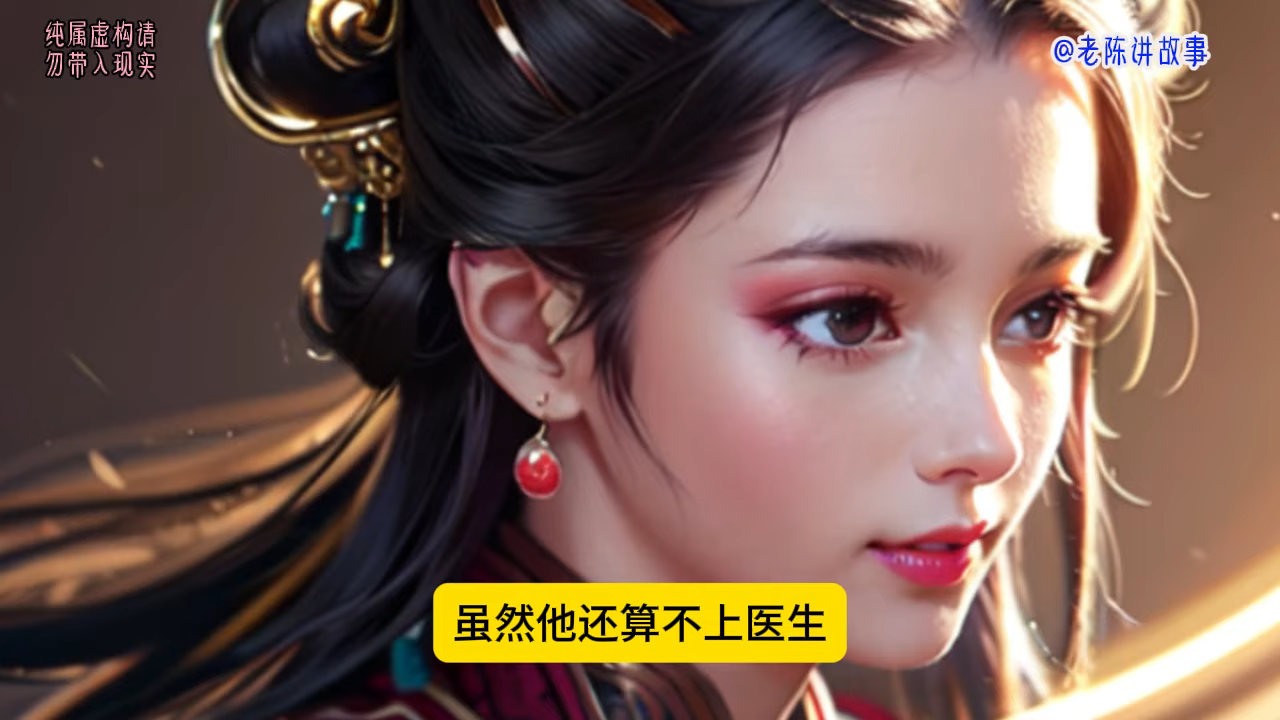 纯属虚构请
勿带入现实
@老陈讲故事
虽然他还算不上医生